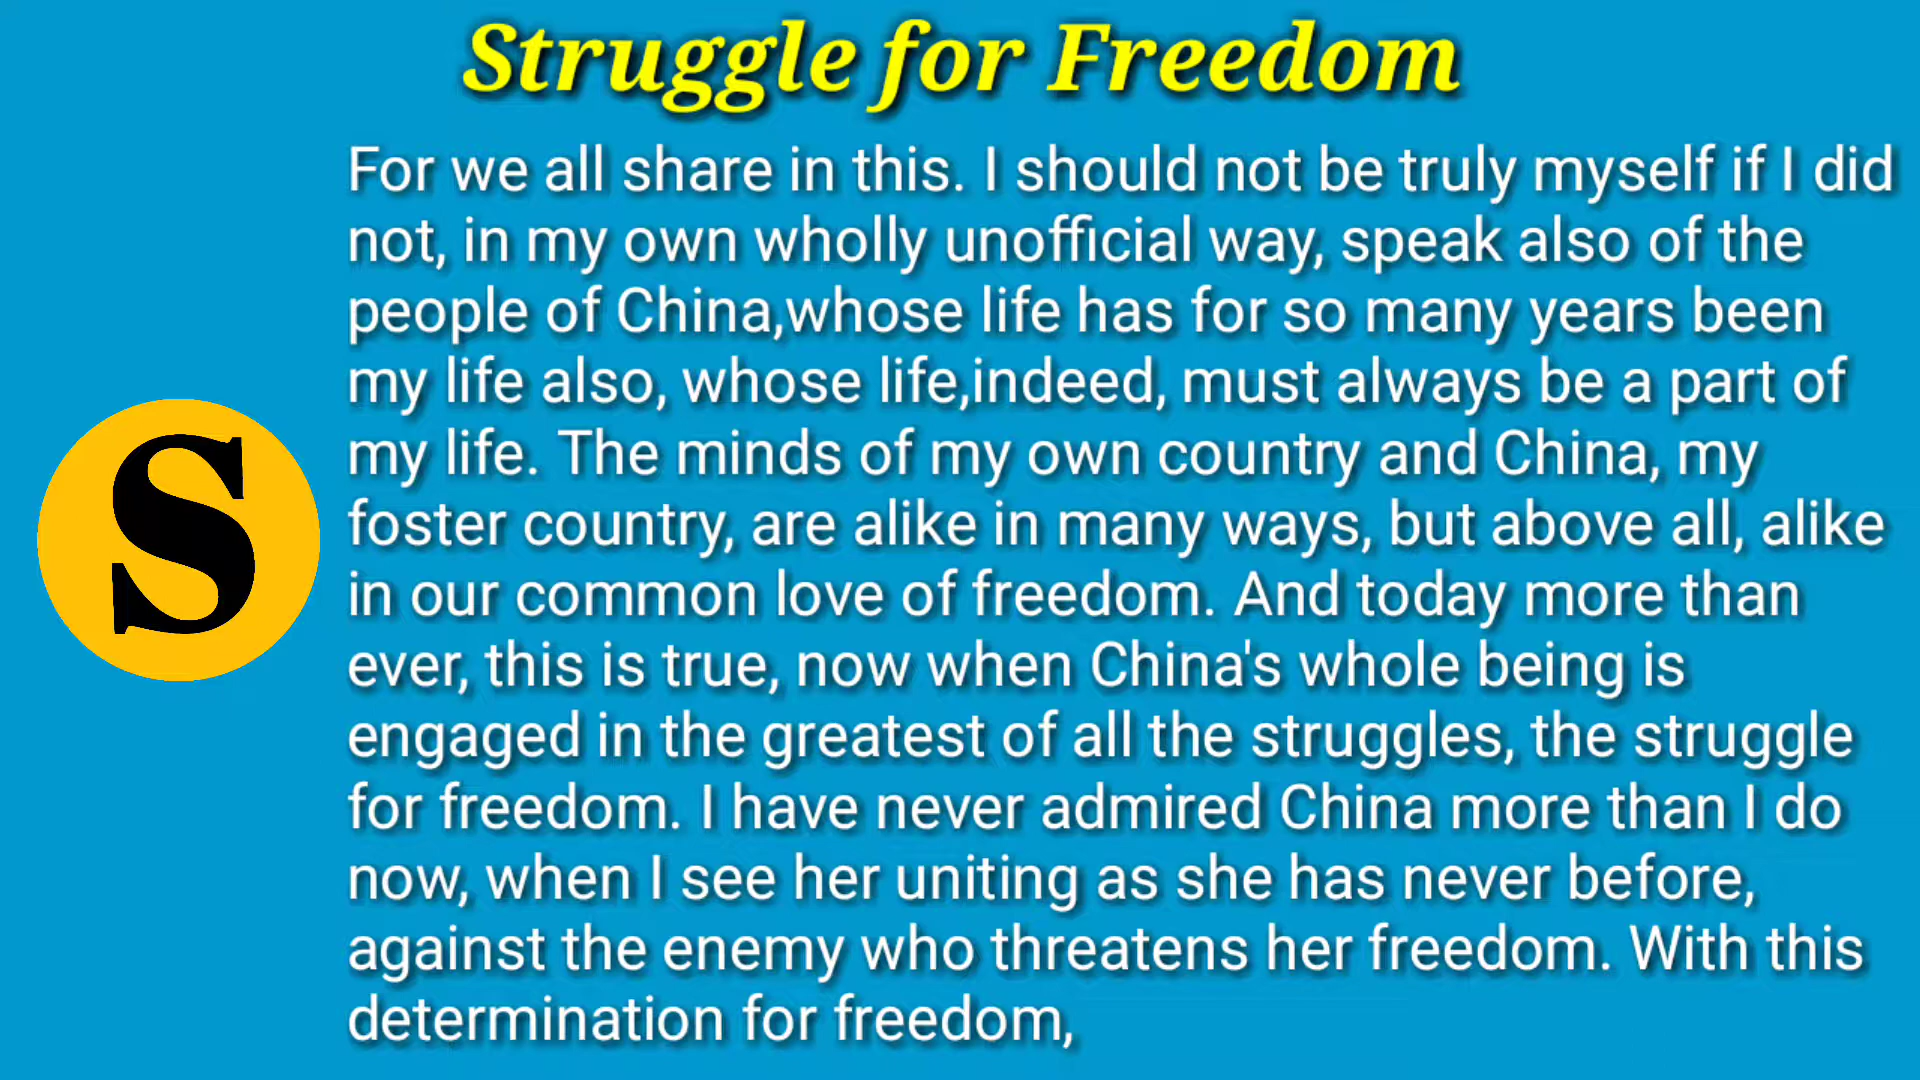 Struggle for Freedom
For we all share in this. I should not be truly myself if I did
not, in my own wholly unofficial way, speak also of the
people of China,whose life has for so many years been
my life also, whose life,indeed, must always be a part of
my life. The minds of my own country and China, my
foster country, are alike in many ways, but above all, alike
in our common love of freedom. And today more than
ever, this is true, now when China's whole being is
engaged in the greatest of all the struggles, the struggle
for freedom. I have never admired China more than I do
now, when I see her uniting as she has never before,
against the enemy who threatens her freedom. With this
determination for freedom,
S